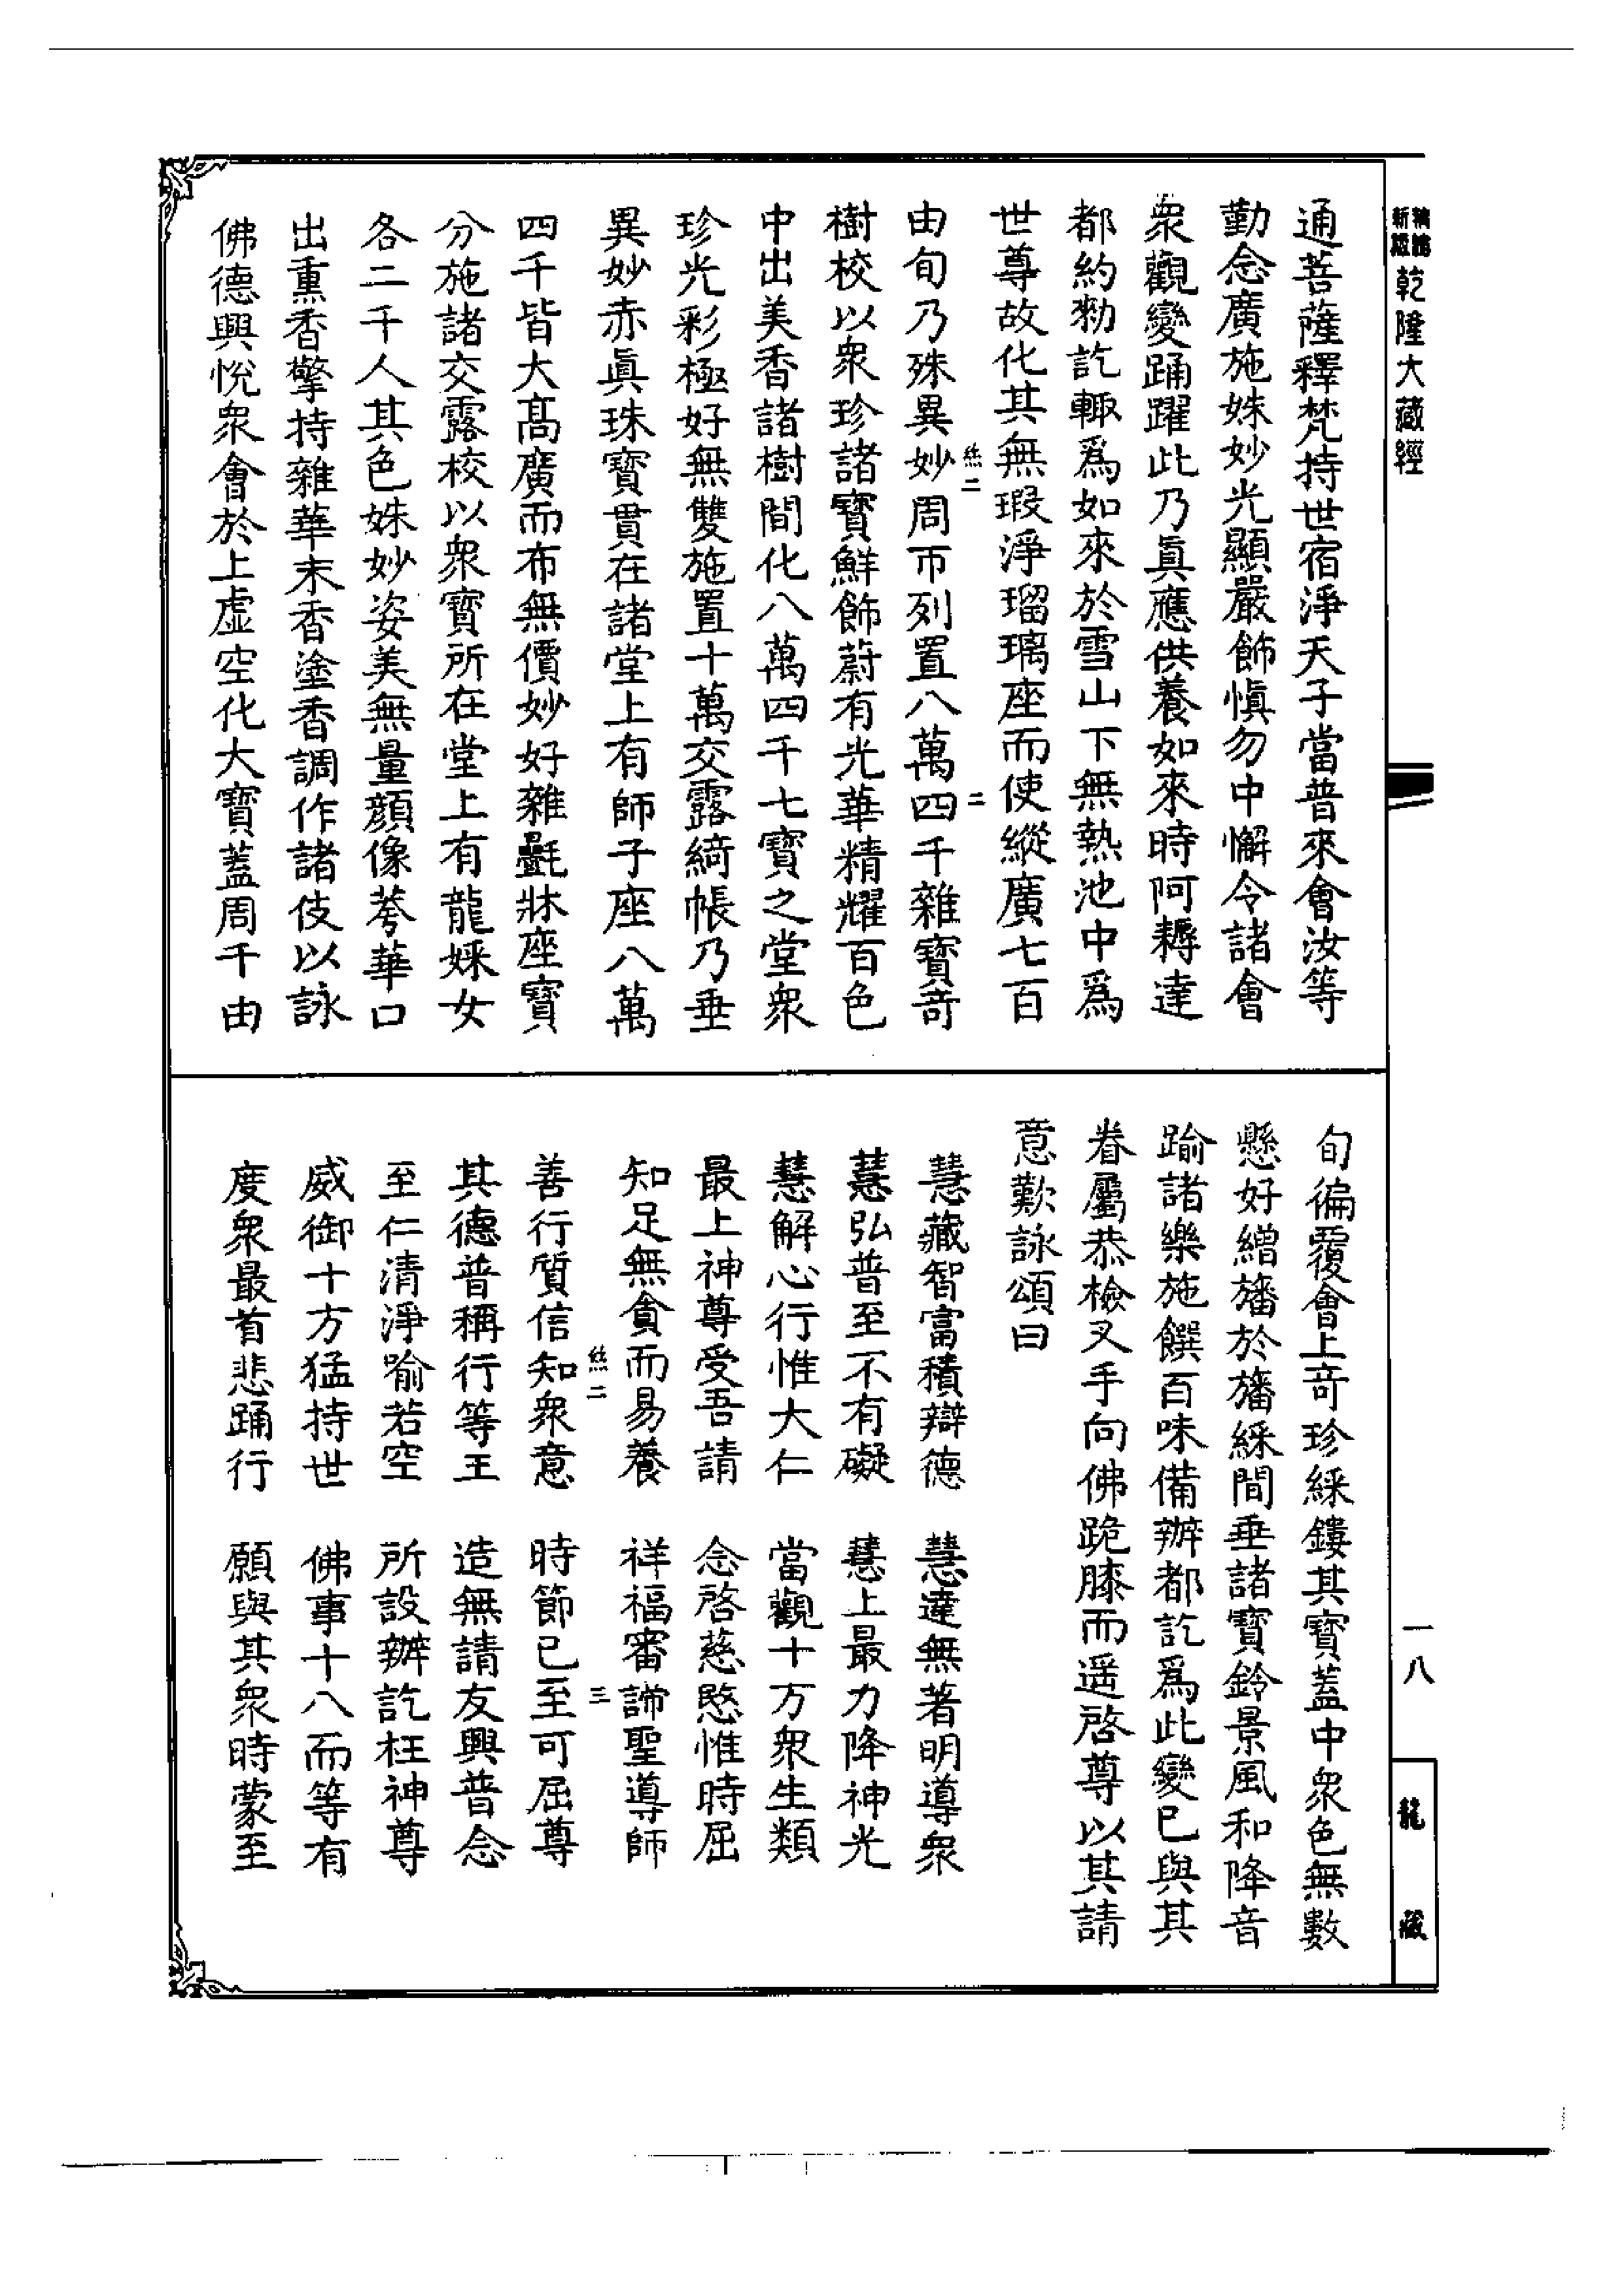 乾隆大藏經
通菩薩釋梵持世宿淨天子當普來會汝等
勤念廣施姝妙光顯嚴飾慎勿中懈令諸會
衆觀變踊躍此乃眞應供養如來時阿耨達
都約勑訖輙爲如來於雪山下無熱池中爲
世尊故化其無瑕淨瑠璃座而使縱廣七百
由旬乃殊異妙周帀列置八萬四千雜寶奇
樹校以衆珍諸寶鮮飾蔚有光華精耀百色
中出美香諸樹間化八萬四千七寶之堂衆
珍光彩極好無雙施置十萬交露綺帳乃垂
異妙赤眞珠寶貫在諸堂上有師子座八萬
四千皆大高廣而布無價妙好雜㲲牀座寶
分施諸交露校以衆寶所在堂上有龍婇女
各二千人其色姝妙姿美無量顔像蕚華口
出熏香擎持雜華末香塗香調作諸伎以詠
佛德興悅衆會於上虛空化大寶蓋周千由
絲二
二
旬徧覆會上奇珍綵鏤其寶蓋中衆色無數
懸好繒旛於旛綵間垂諸寶鈴景風和降音
踰諸樂施饌百味備辦都訖爲此變已與其
眷屬恭檢叉手向佛跪膝而遥啓尊以其請
意歎詠頌曰
慧藏智富積辯德　慧達無著明導衆
慧弘普至不有礙　慧上最力降神光
慧解心行惟大仁　當觀十方衆生類
最上神尊受吾請　念啓慈愍惟時屈
知足無貪而易養　祥福審諦聖導師
善行質信知衆意　時節已至可屈尊
其德普稱行等王　造無請友興普念
至仁清淨喻若空　所設辦訖枉神尊
威御十方猛持世　佛事十八而等有
度衆最首悲踊行　願與其衆時蒙至
絲二
三
一八
龍藏